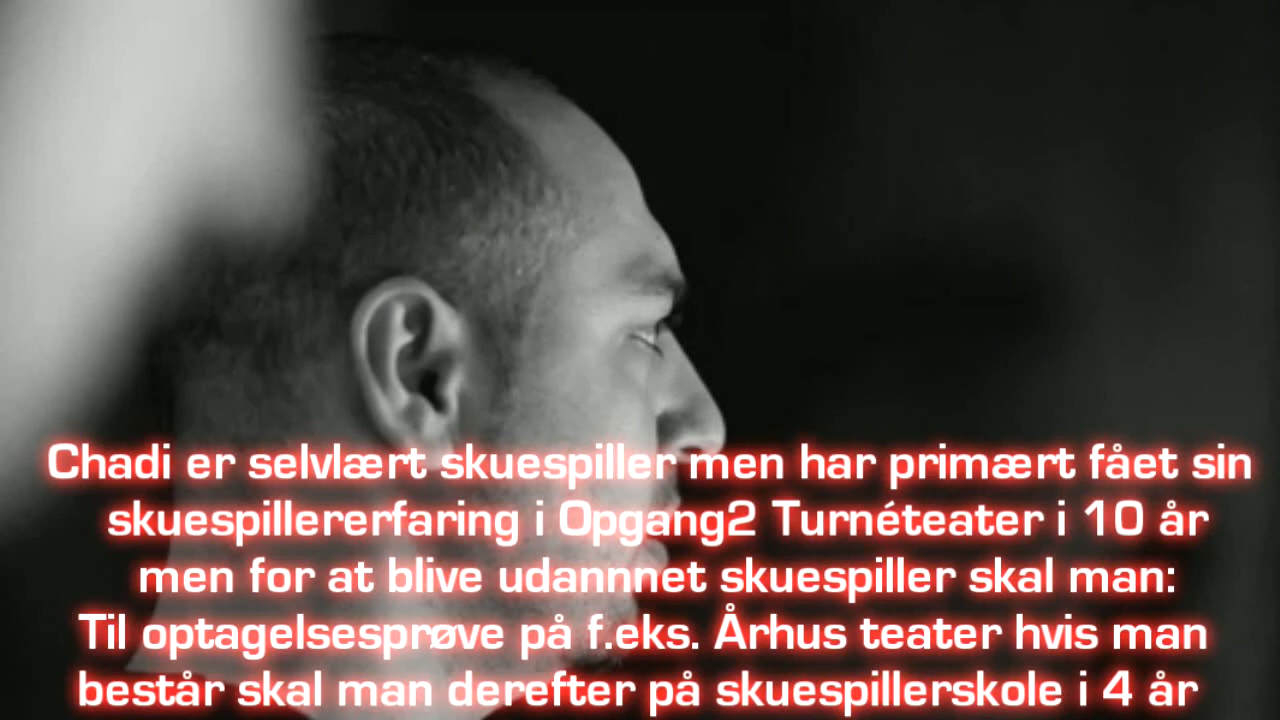 Chadi er selvlært skuespiller men har primært fået sin
skuespillererfaring i Opgang2 Turnéteater i 10 år
men for at blive udannnet skuespiller skal man:
Til optagelsesprøve på f.eks. Århus teater hvis man
består skal man derefter på skuespillerskole i 4 år